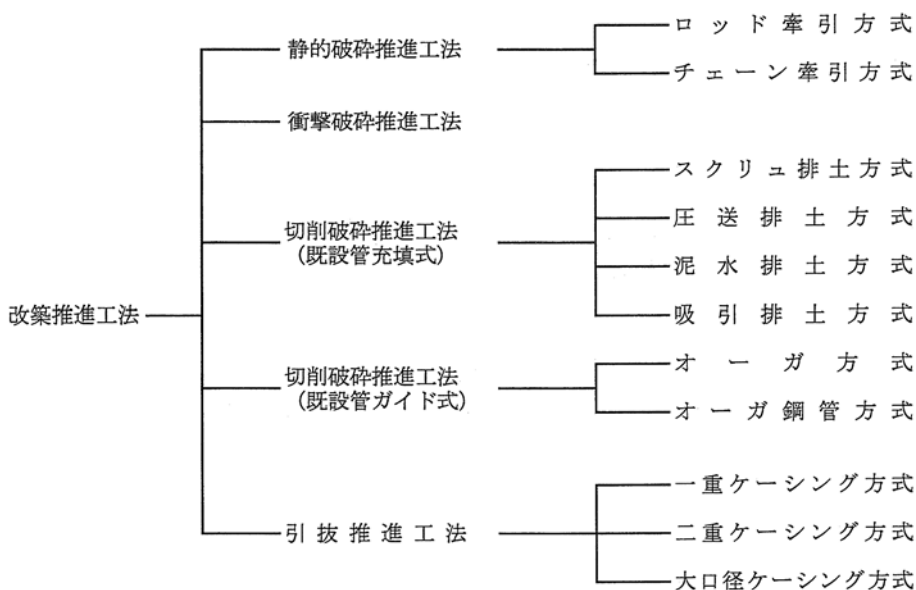 改築推進工法
静的破砕推進工法
ロッド牽引方式
チェーン牽引方式
衝撃破砕推進工法
切削破砕推進工法
(既設管充填式)
スクリュ排土方式
圧送排土方式
泥水排土方式
吸引排土方式
切削破砕推進工法
(既設管ガイド式)
オーガ方式
オーガ鋼管方式
引抜推進工法
一重ケーシング方式
二重ケーシング方式
大口径ケーシング方式